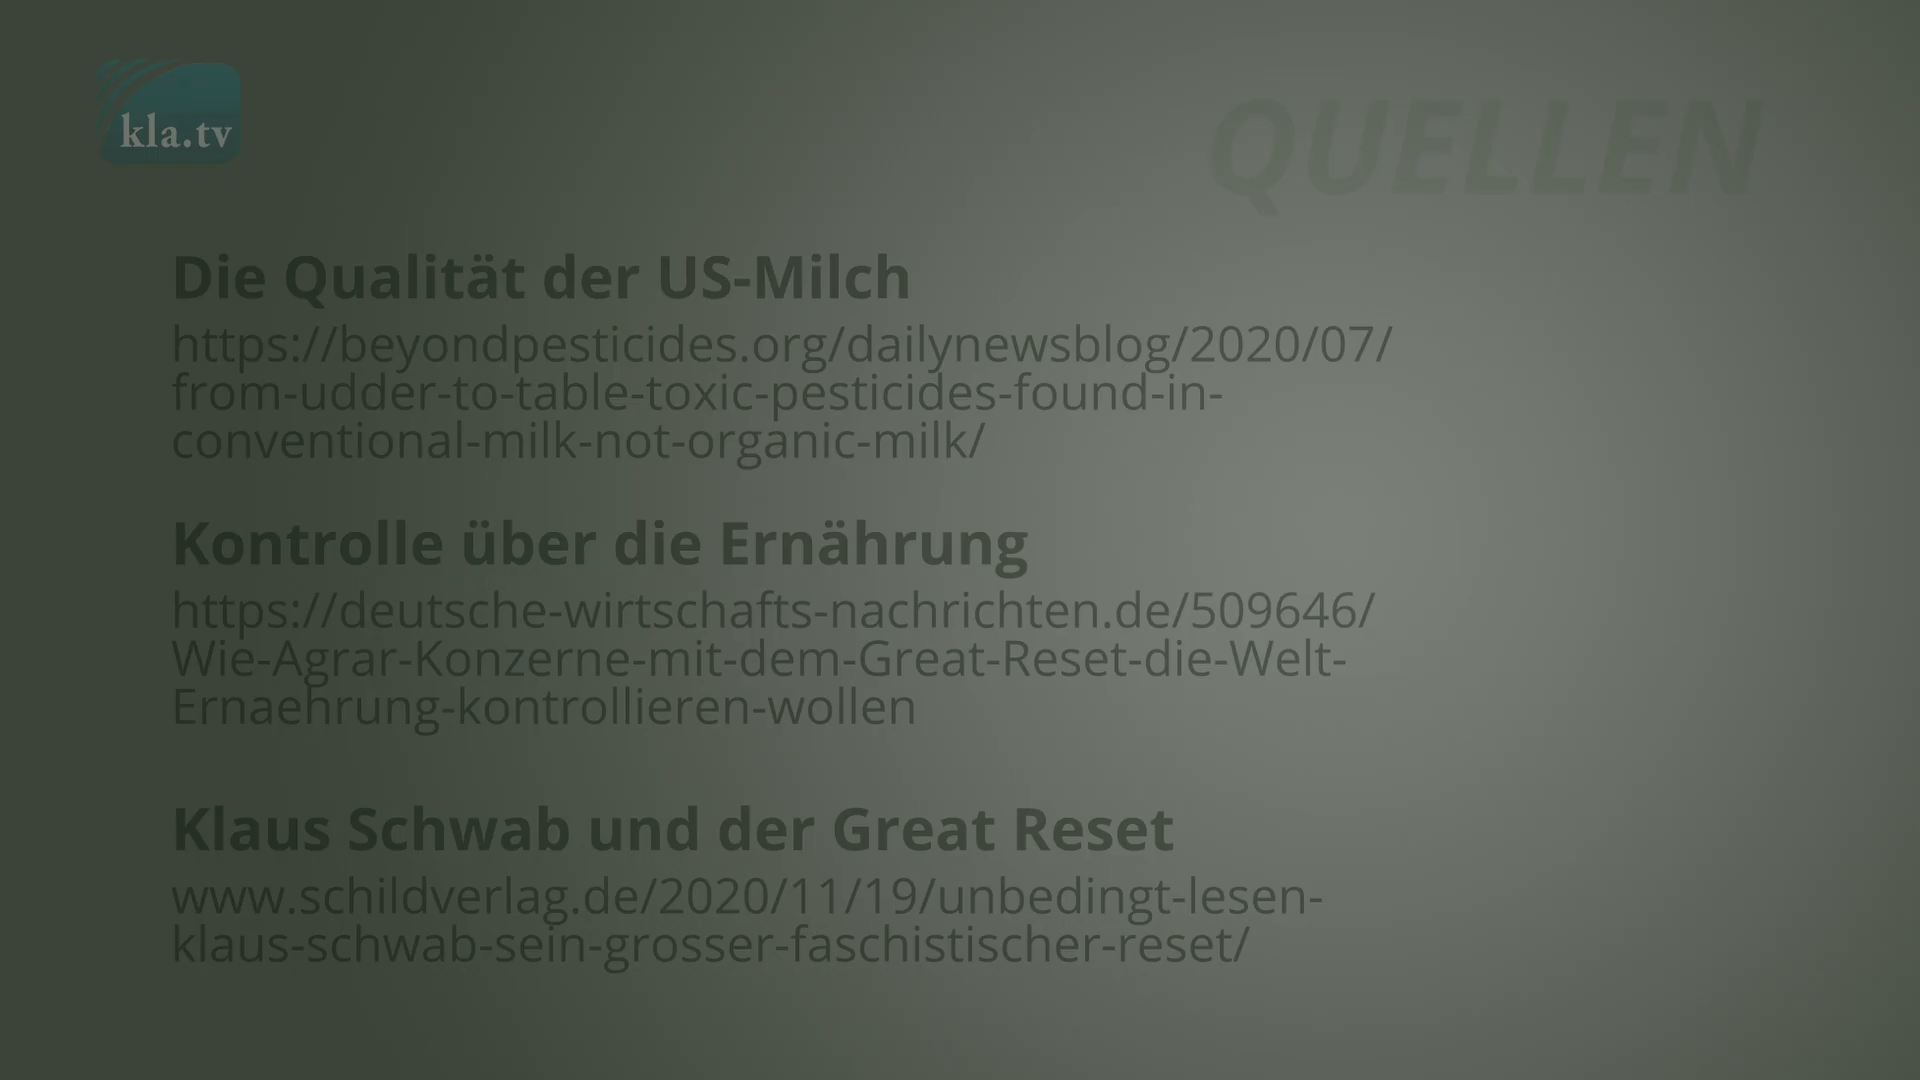 kla.tv
QUELLEN
Die Qualität der US-Milch
https://beyondpesticides.org/dailynewsblog/2020/07/
from-udder-to-table-toxic-pesticides-found-in-
conventional-milk-not-organic-milk/
Kontrolle über die Ernährung
https://deutsche-wirtschafts-nachrichten.de/509646/
Wie-Agrar-Konzerne-mit-dem-Great-Reset-die-Welt-
Ernaehrung-kontrollieren-wollen
Klaus Schwab und der Great Reset
www.schildverlag.de/2020/11/19/unbedingt-lesen-
klaus-schwab-sein-grosser-faschistischer-reset/